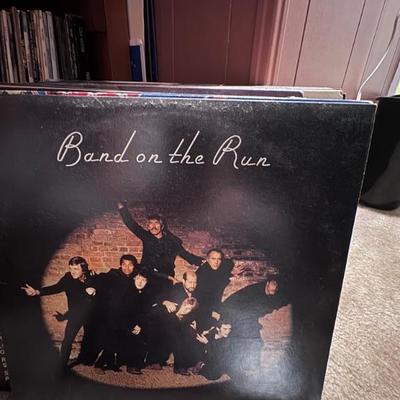 Band on the Run